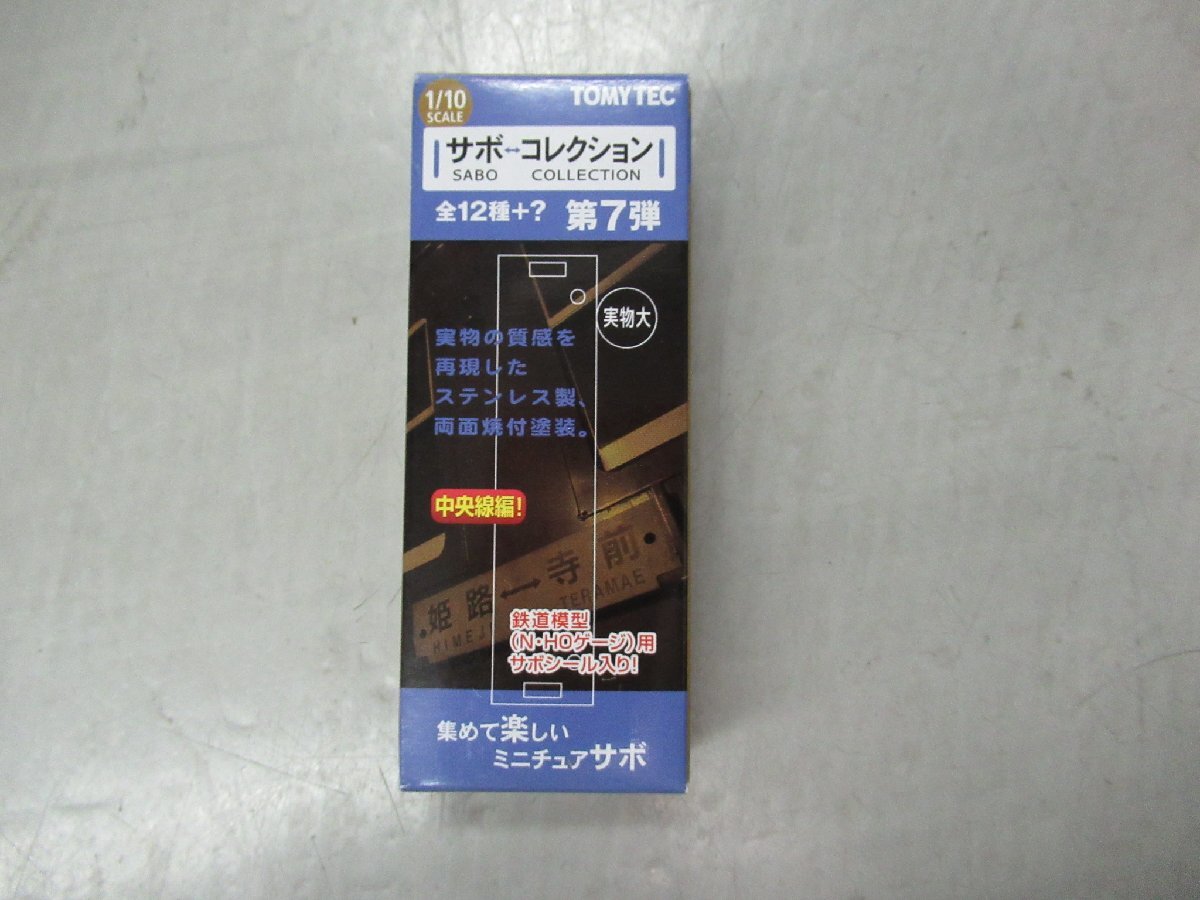 1/10
SCALE
TOMYTEC
サボ↔コレクション
SABO COLLECTION
全12種+? 第7弾
実物大
実物の質感を
再現した
ステンレス製、
両面焼付塗装。
中央線編!
姫路←→寺前
HIMEJI TERAMAE
鉄道模型
(N・HOゲージ)用
サボシール入り!
集めて楽しい
ミニチュアサボ